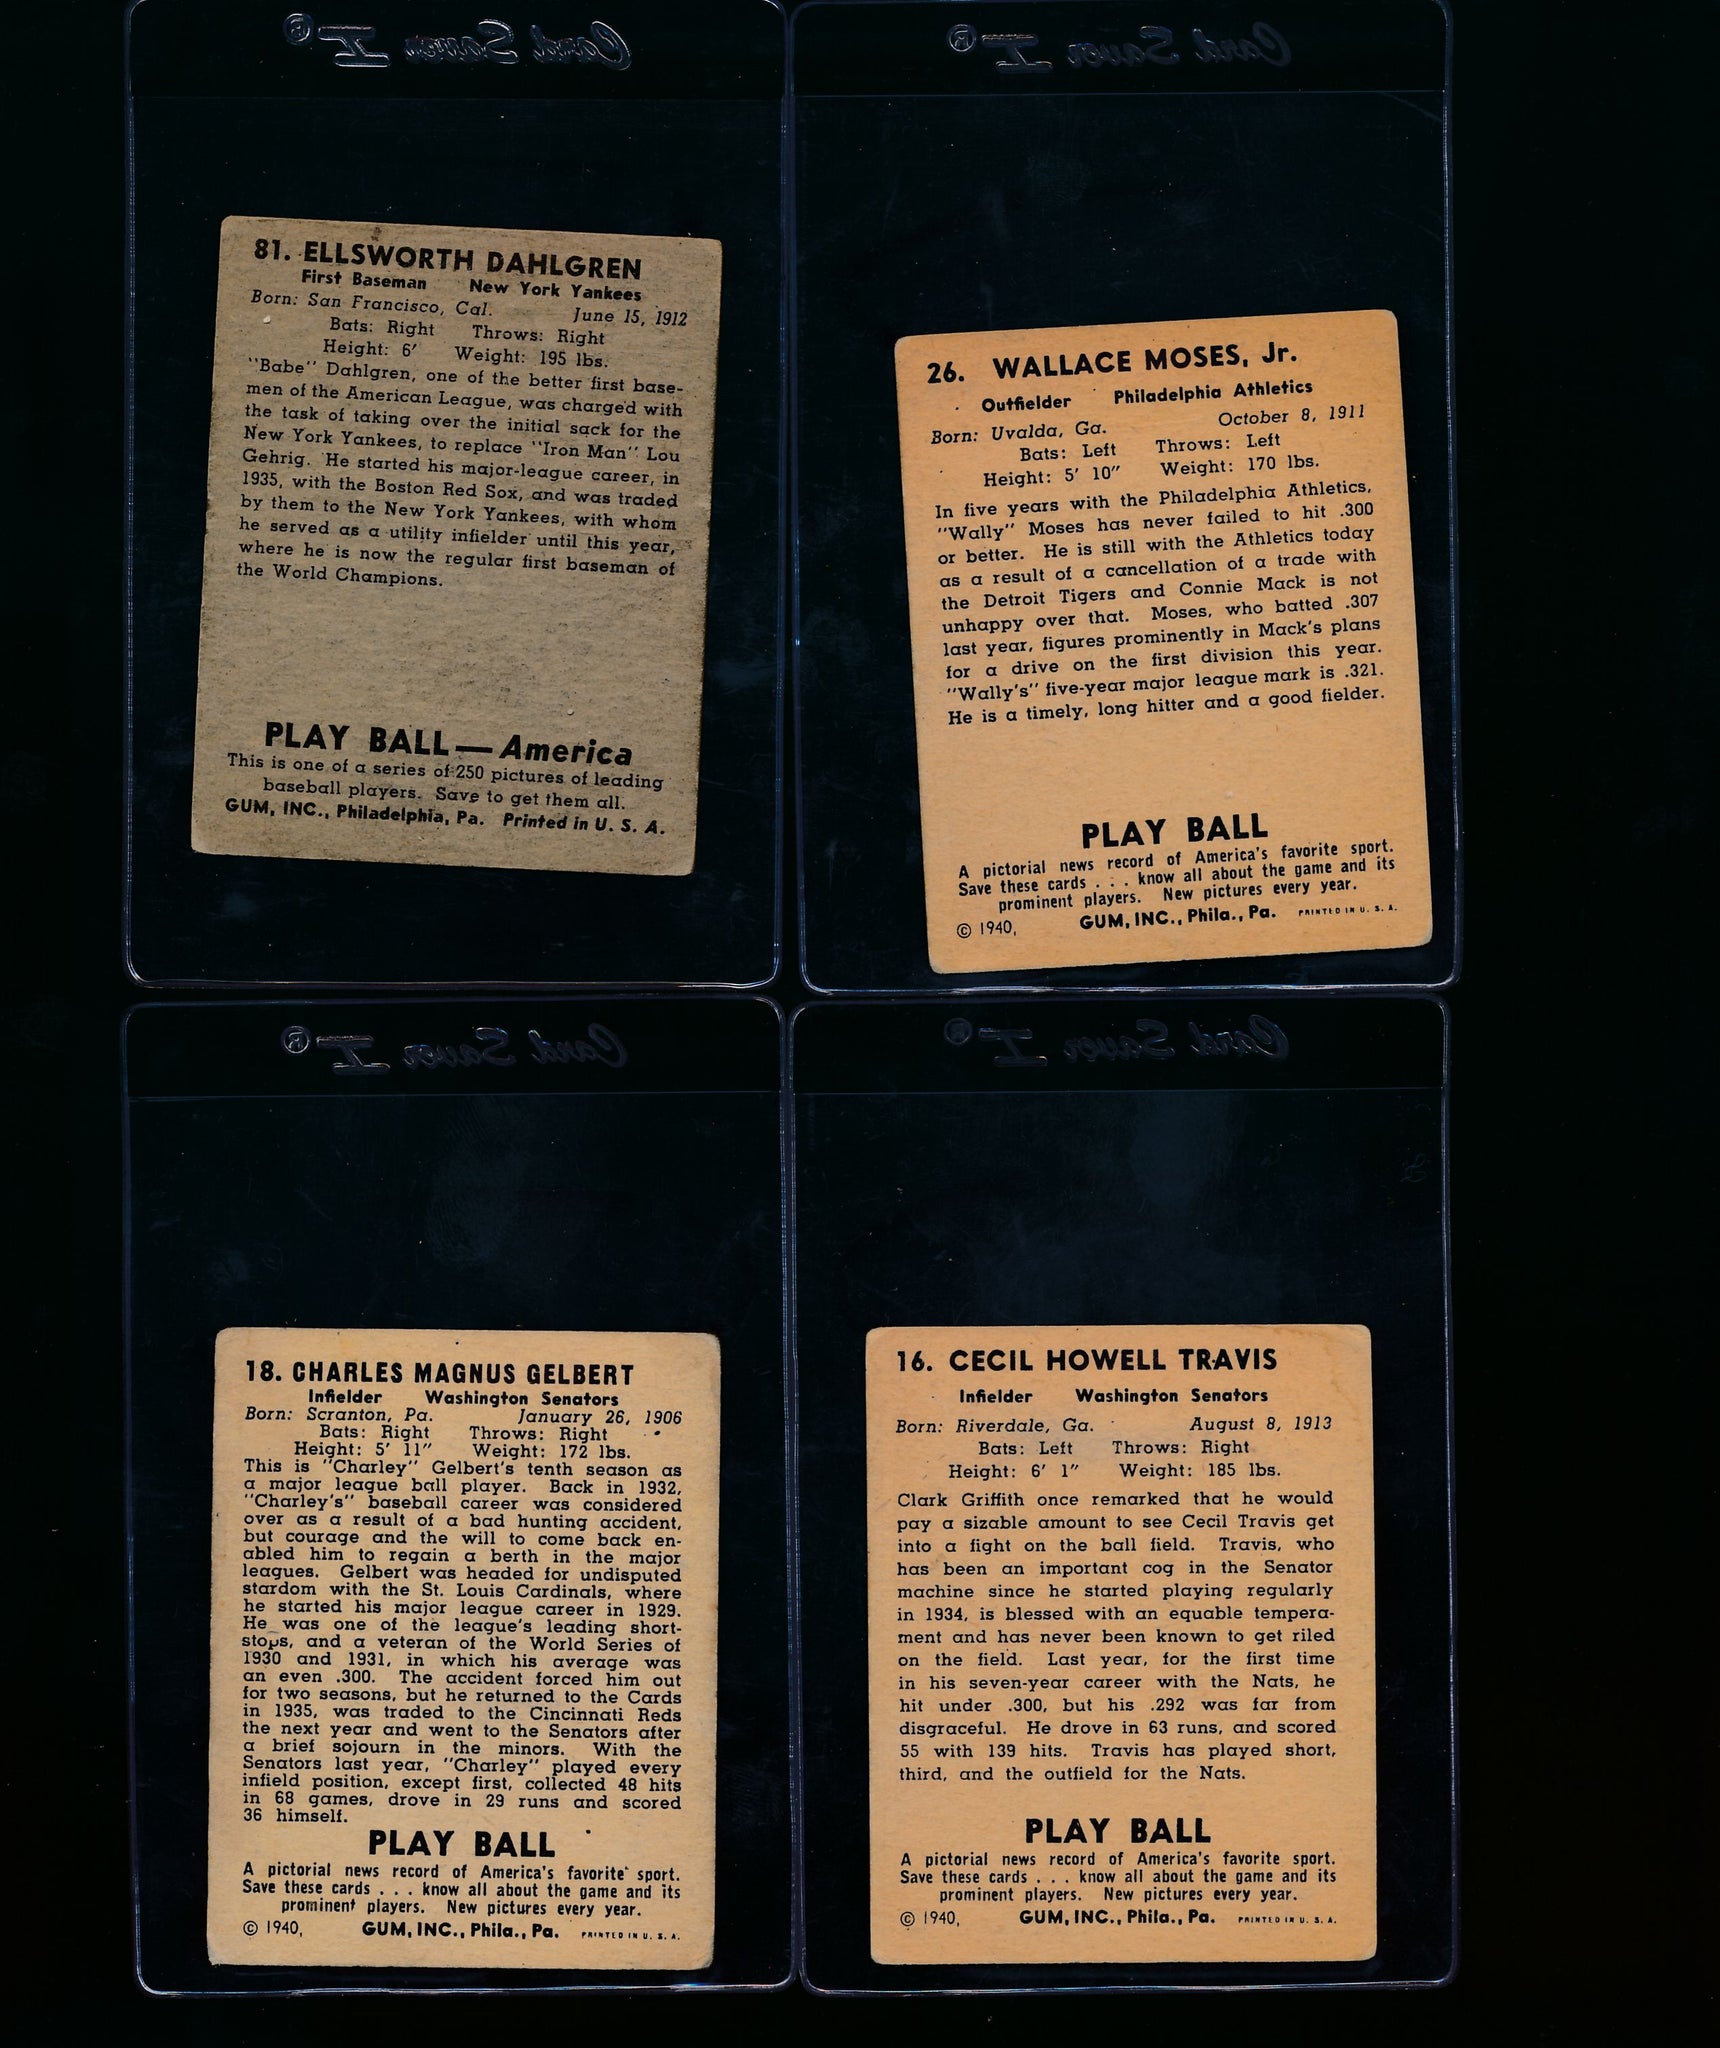 Card Saver I®
81. ELLSWORTH DAHLGREN
First Baseman New York Yankees
Born: San Francisco, Cal. June 15, 1912
Bats: Right Throws: Right
Height: 6′ Weight: 195 lbs.
"Babe" Dahlgren, one of the better first base-
men of the American League, was charged with
the task of taking over the initial sack for the
New York Yankees, to replace "Iron Man" Lou
Gehrig. He started his major-league career, in
1935, with the Boston Red Sox, and was traded
by them to the New York Yankees, with whom
he served as a utility infielder until this year,
where he is now the regular first baseman of
the World Champions.
PLAY BALL — America
This is one of a series of 250 pictures of leading
baseball players. Save to get them all.
GUM, INC., Philadelphia, Pa. Printed in U. S. A.
Card Saver I®
26. WALLACE MOSES, Jr.
Outfielder Philadelphia Athletics
Born: Uvalda, Ga. October 8, 1911
Bats: Left Throws: Left
Height: 5′ 10″ Weight: 170 lbs.
In five years with the Philadelphia Athletics,
"Wally" Moses has never failed to hit .300
or better. He is still with the Athletics today
as a result of a cancellation of a trade with
the Detroit Tigers and Connie Mack is not
unhappy over that. Moses, who batted .307
last year, figures prominently in Mack's plans
for a drive on the first division this year.
"Wally's" five-year major league mark is .321.
He is a timely, long hitter and a good fielder.
PLAY BALL
A pictorial news record of America's favorite sport.
Save these cards . . . know all about the game and its
prominent players. New pictures every year.
© 1940, GUM, INC., Phila., Pa. PRINTED IN U. S. A.
Card Saver I®
18. CHARLES MAGNUS GELBERT
Infielder Washington Senators
Born: Scranton, Pa. January 26, 1906
Bats: Right Throws: Right
Height: 5′ 11″ Weight: 172 lbs.
This is "Charley" Gelbert's tenth season as
a major league ball player. Back in 1932,
"Charley's" baseball career was considered
over as a result of a bad hunting accident,
but courage and the will to come back en-
abled him to regain a berth in the major
leagues. Gelbert was headed for undisputed
stardom with the St. Louis Cardinals, where
he started his major league career in 1929.
He was one of the league's leading short-
stops, and a veteran of the World Series of
1930 and 1931, in which his average was
an even .300. The accident forced him out
for two seasons, but he returned to the Cards
in 1935, was traded to the Cincinnati Reds
the next year and went to the Senators after
a brief sojourn in the minors. With the
Senators last year, "Charley" played every
infield position, except first, collected 48 hits
in 68 games, drove in 29 runs and scored
36 himself.
PLAY BALL
A pictorial news record of America's favorite sport.
Save these cards . . . know all about the game and its
prominent players. New pictures every year.
© 1940, GUM, INC., Phila., Pa. PRINTED IN U. S. A.
Card Saver I®
16. CECIL HOWELL TRAVIS
Infielder Washington Senators
Born: Riverdale, Ga. August 8, 1913
Bats: Left Throws: Right
Height: 6′ 1″ Weight: 185 lbs.
Clark Griffith once remarked that he would
pay a sizable amount to see Cecil Travis get
into a fight on the ball field. Travis, who
has been an important cog in the Senator
machine since he started playing regularly
in 1934, is blessed with an equable tempera-
ment and has never been known to get riled
on the field. Last year, for the first time
in his seven-year career with the Nats, he
hit under .300, but his .292 was far from
disgraceful. He drove in 63 runs, and scored
55 with 139 hits. Travis has played short,
third, and the outfield for the Nats.
PLAY BALL
A pictorial news record of America's favorite sport.
Save these cards . . . know all about the game and its
prominent players. New pictures every year.
© 1940, GUM, INC., Phila., Pa. PRINTED IN U. S. A.